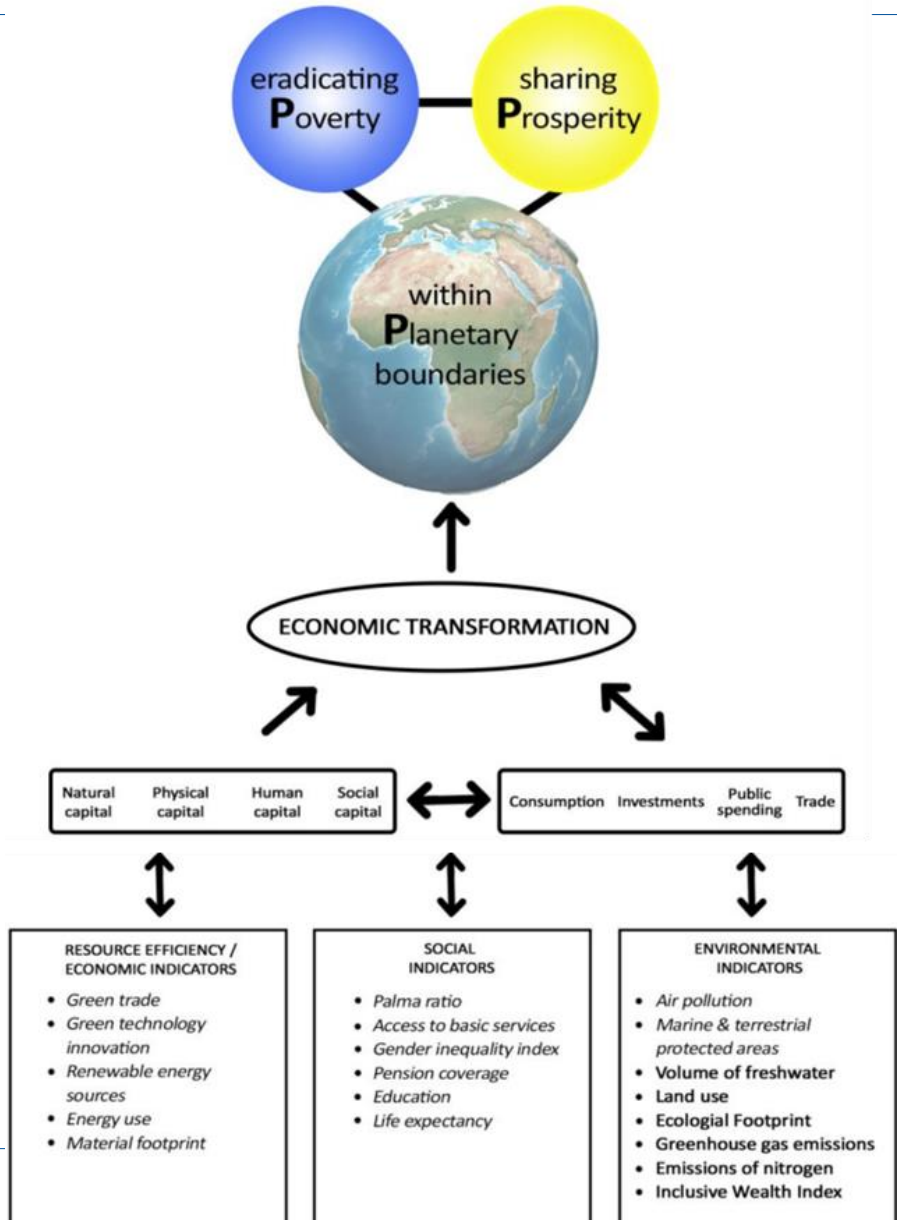 eradicating
Poverty
sharing
Prosperity
within
Planetary
boundaries
ECONOMIC TRANSFORMATION
Natural
capital
Physical
capital
Human
capital
Social
capital
Consumption
Investments
Public
spending
Trade
RESOURCE EFFICIENCY /
ECONOMIC INDICATORS
• Green trade
• Green technology
innovation
• Renewable energy
sources
• Energy use
• Material footprint
SOCIAL
INDICATORS
• Palma ratio
• Access to basic services
• Gender inequality index
• Pension coverage
• Education
• Life expectancy
ENVIRONMENTAL
INDICATORS
• Air pollution
• Marine & terrestrial
protected areas
• Volume of freshwater
• Land use
• Ecologial Footprint
• Greenhouse gas emissions
• Emissions of nitrogen
• Inclusive Wealth Index